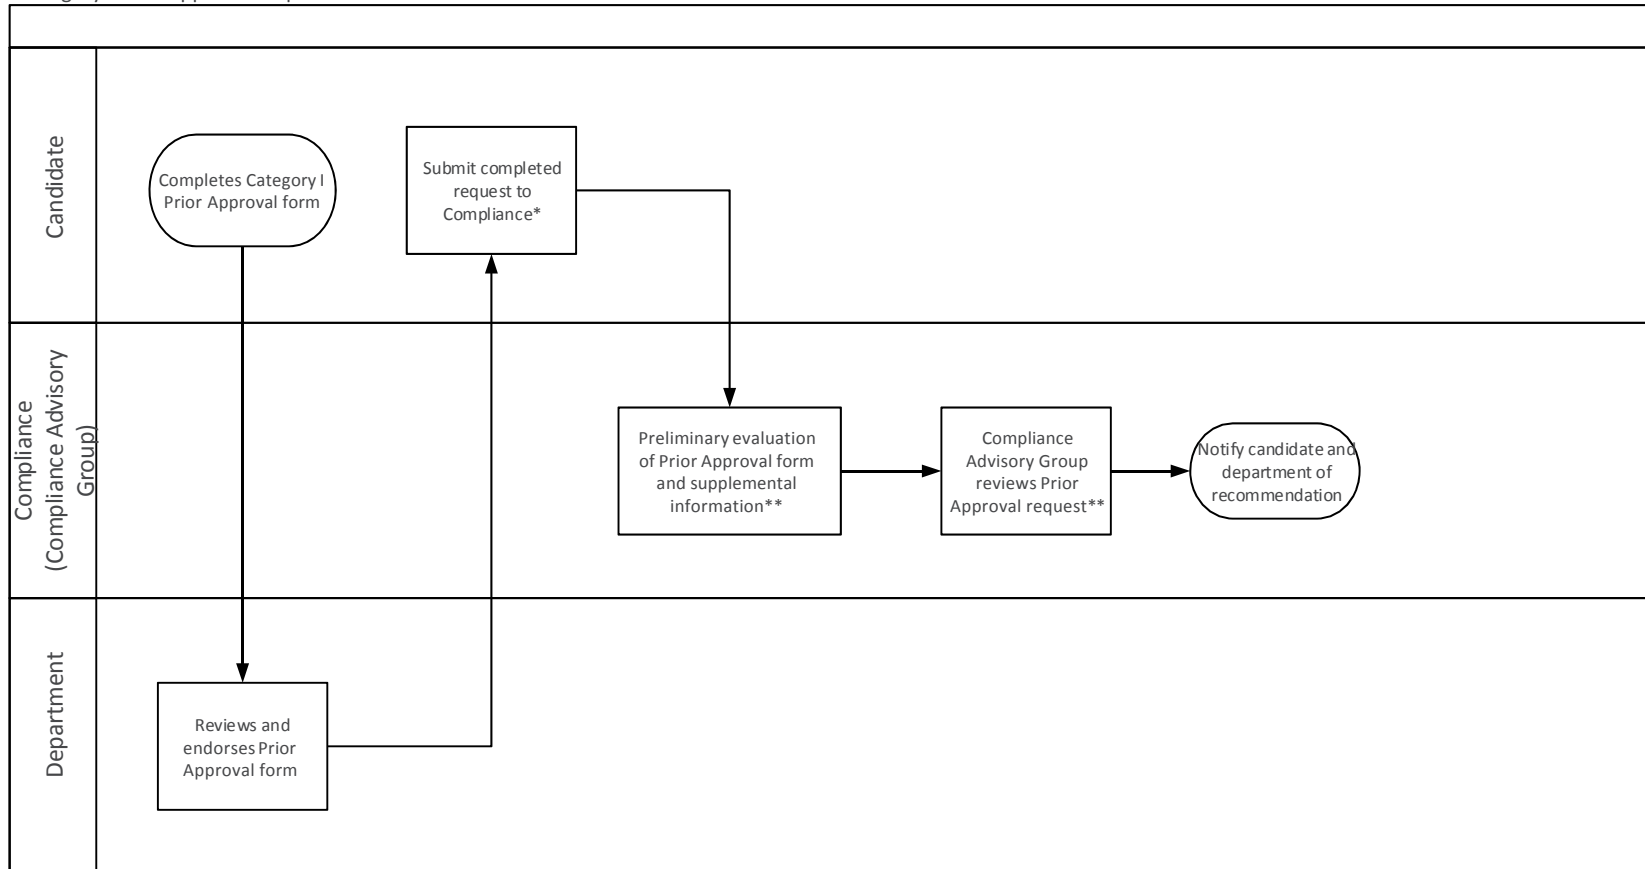 Candidate
Completes Category I
Prior Approval form
Submit completed
request to
Compliance*
Compliance
(Compliance Advisory
Group)
Preliminary evaluation
of Prior Approval form
and supplemental
information**
Compliance
Advisory Group
reviews Prior
Approval request**
Notify candidate and
department of
recommendation
Department
Reviews and
endorses Prior
Approval form